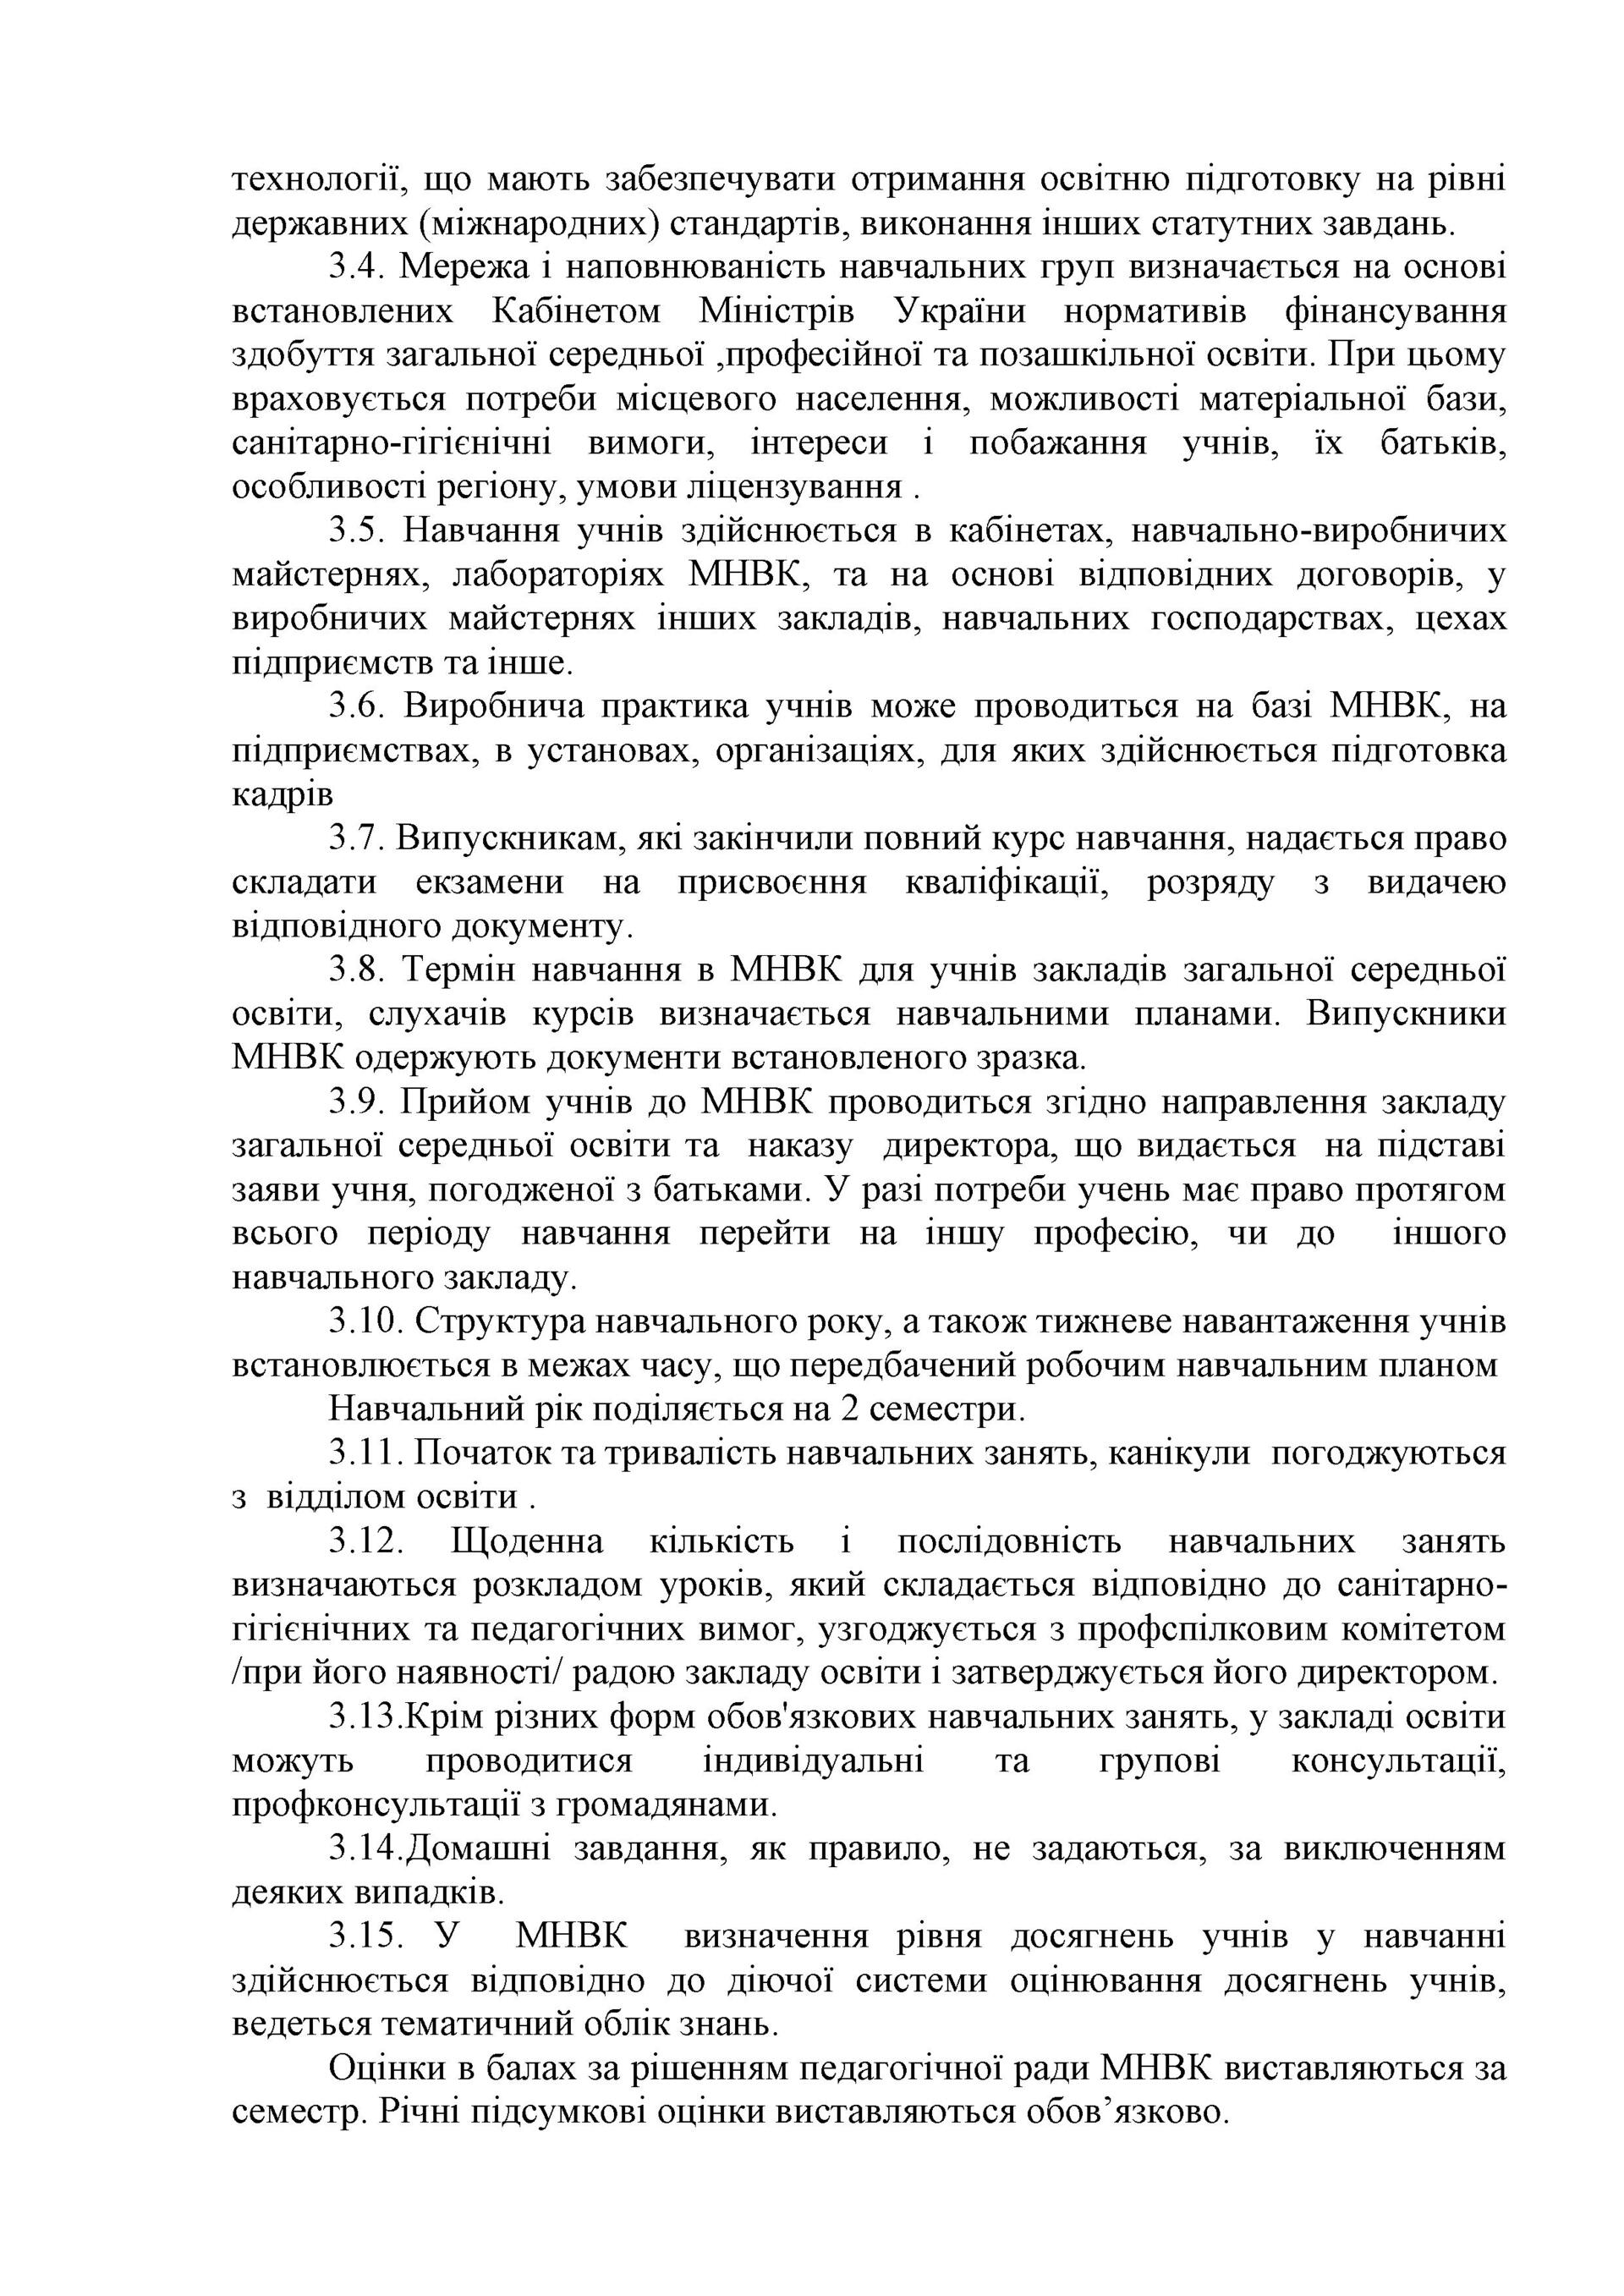 технології, що мають забезпечувати отримання освітню підготовку на рівні
державних (міжнародних) стандартів, виконання інших статутних завдань.
3.4. Мережа і наповнюваність навчальних груп визначається на основі
встановлених Кабінетом Міністрів України нормативів фінансування
здобуття загальної середньої ,професійної та позашкільної освіти. При цьому
враховується потреби місцевого населення, можливості матеріальної бази,
санітарно-гігієнічні вимоги, інтереси і побажання учнів, їх батьків,
особливості регіону, умови ліцензування .
3.5. Навчання учнів здійснюється в кабінетах, навчально-виробничих
майстернях, лабораторіях МНВК, та на основі відповідних договорів, у
виробничих майстернях інших закладів, навчальних господарствах, цехах
підприємств та інше.
3.6. Виробнича практика учнів може проводиться на базі МНВК, на
підприємствах, в установах, організаціях, для яких здійснюється підготовка
кадрів
3.7. Випускникам, які закінчили повний курс навчання, надається право
складати екзамени на присвоєння кваліфікації, розряду з видачею
відповідного документу.
3.8. Термін навчання в МНВК для учнів закладів загальної середньої
освіти, слухачів курсів визначається навчальними планами. Випускники
МНВК одержують документи встановленого зразка.
3.9. Прийом учнів до МНВК проводиться згідно направлення закладу
загальної середньої освіти та наказу директора, що видається на підставі
заяви учня, погодженої з батьками. У разі потреби учень має право протягом
всього періоду навчання перейти на іншу професію, чи до іншого
навчального закладу.
3.10. Структура навчального року, а також тижневе навантаження учнів
встановлюється в межах часу, що передбачений робочим навчальним планом
Навчальний рік поділяється на 2 семестри.
3.11. Початок та тривалість навчальних занять, канікули погоджуються
з відділом освіти .
3.12. Щоденна кількість і послідовність навчальних занять
визначаються розкладом уроків, який складається відповідно до санітарно-
гігієнічних та педагогічних вимог, узгоджується з профспілковим комітетом
/при його наявності/ радою закладу освіти і затверджується його директором.
3.13.Крім різних форм обов'язкових навчальних занять, у закладі освіти
можуть проводитися індивідуальні та групові консультації,
профконсультації з громадянами.
3.14.Домашні завдання, як правило, не задаються, за виключенням
деяких випадків.
3.15. У МНВК визначення рівня досягнень учнів у навчанні
здійснюється відповідно до діючої системи оцінювання досягнень учнів,
ведеться тематичний облік знань.
Оцінки в балах за рішенням педагогічної ради МНВК виставляються за
семестр. Річні підсумкові оцінки виставляються обов’язково.